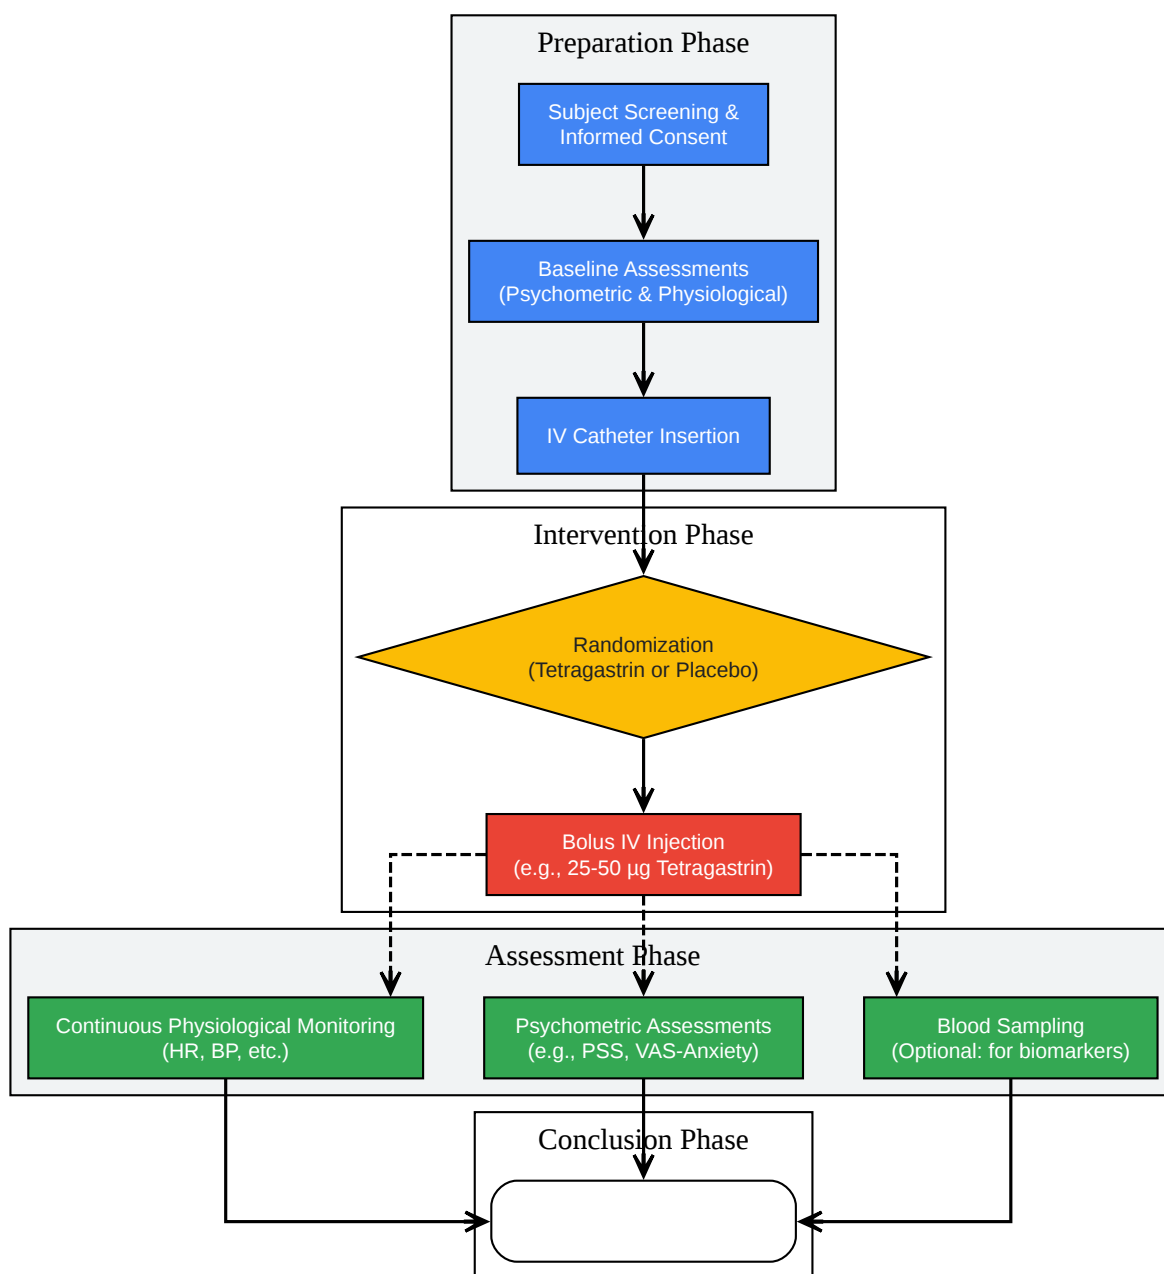 Preparation Phase
Subject Screening &
Informed Consent
Baseline Assessments
(Psychometric & Physiological)
IV Catheter Insertion
Intervention Phase
Randomization
(Tetragastrin or Placebo)
Bolus IV Injection
(e.g., 25-50 µg Tetragastrin)
Assessment Phase
Continuous Physiological Monitoring
(HR, BP, etc.)
Psychometric Assessments
(e.g., PSS, VAS-Anxiety)
Blood Sampling
(Optional: for biomarkers)
Conclusion Phase